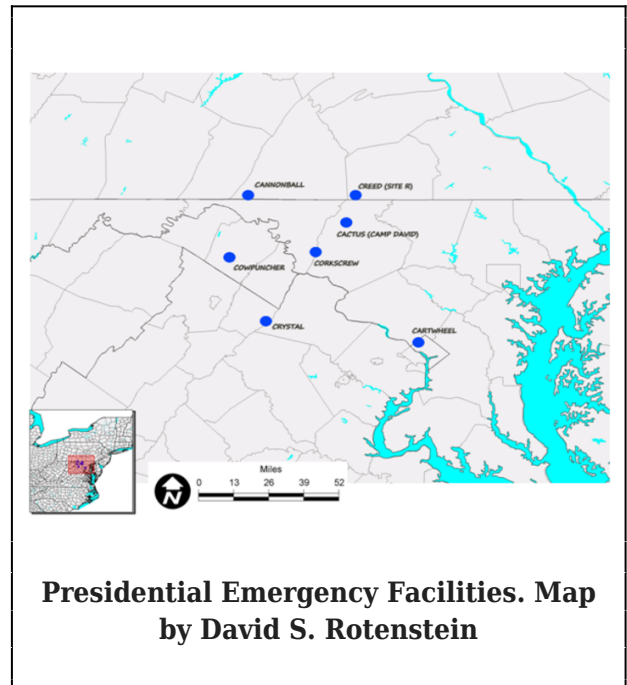 CANNONBALL
CREED (SITE R)
CACTUS (CAMP DAVID)
COWPUNCHER
CORKSCREW
CRYSTAL
CARTWHEEL
N
Miles
0 13 26 39 52
Presidential Emergency Facilities. Map
by David S. Rotenstein